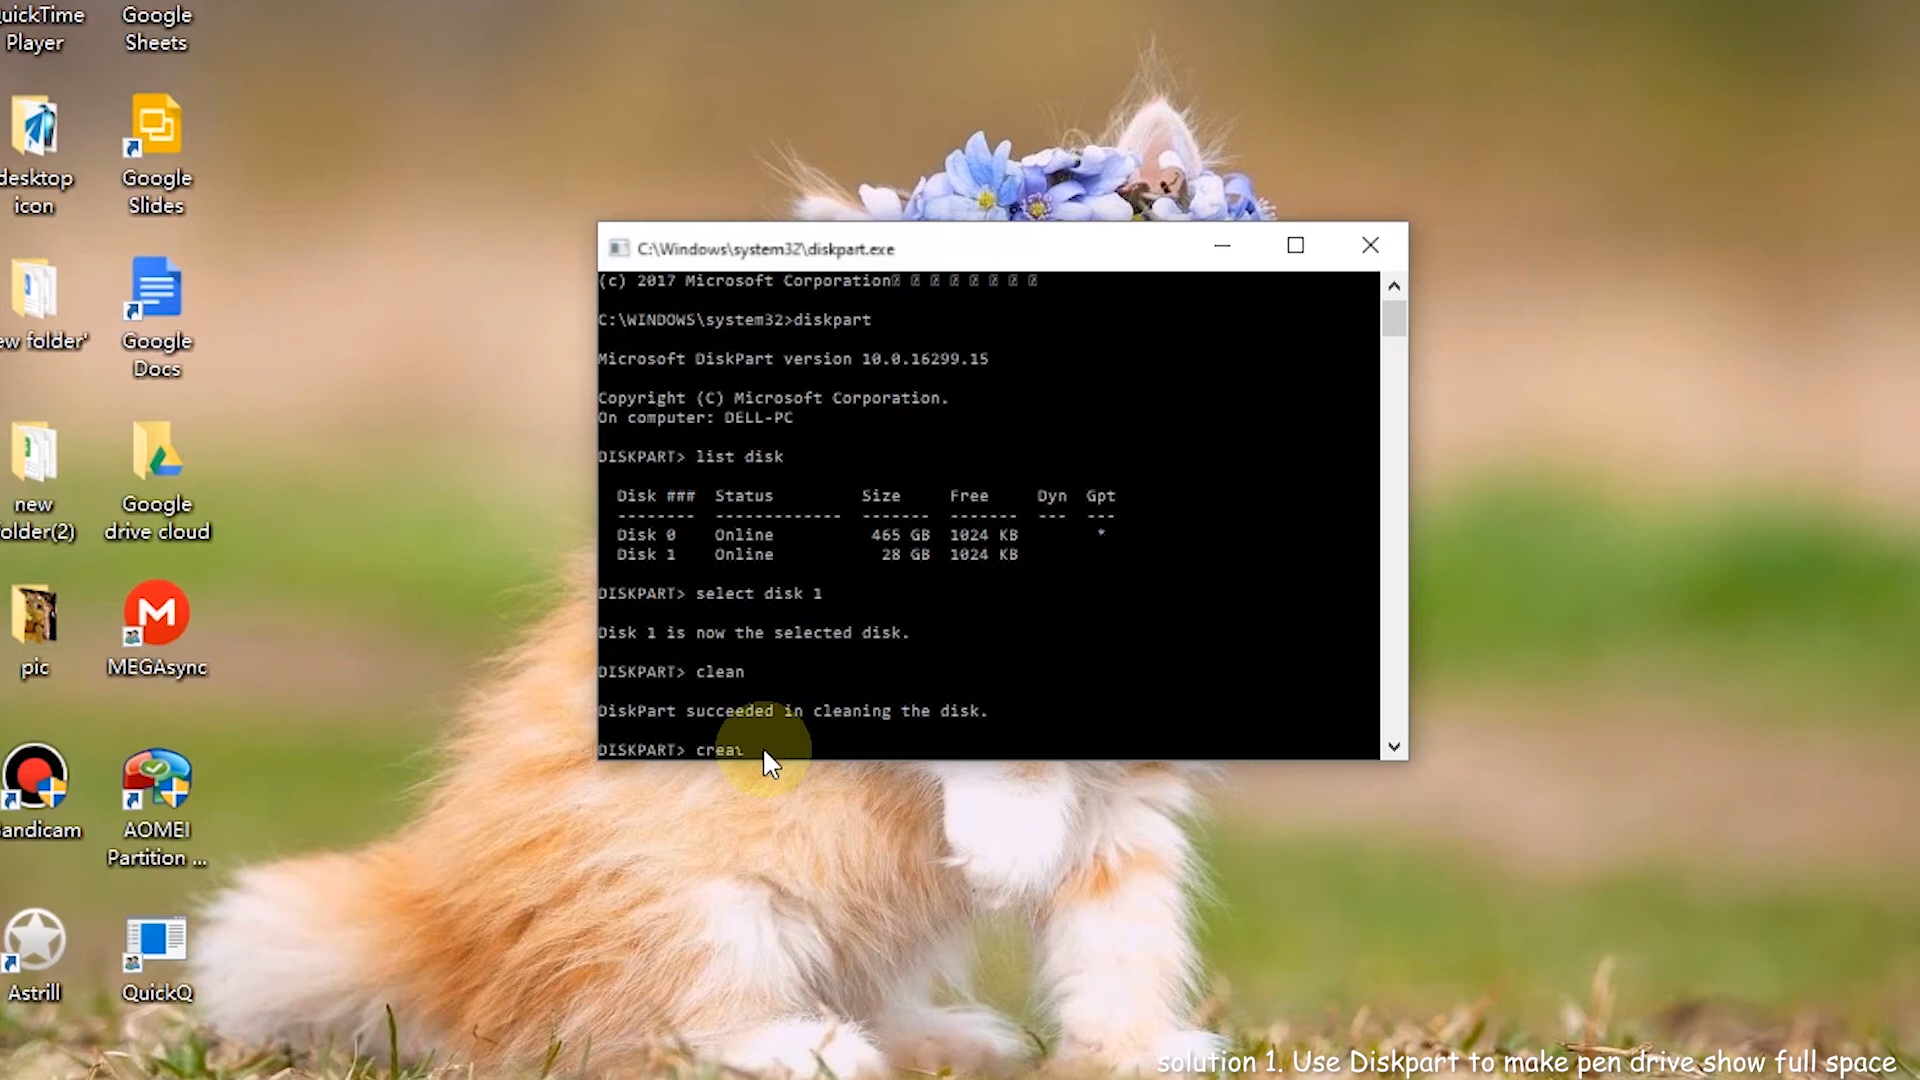 QuickTime
Player
Google
Sheets
desktop
icon
Google
Slides
new folder'
Google
Docs
new
folder(2)
Google
drive cloud
pic
MEGAsync
Bandicam
AOMEI
Partition ...
Astrill
QuickQ
C:\Windows\system32\diskpart.exe
(c) 2017 Microsoft Corporation
C:\WINDOWS\system32>diskpart
Microsoft DiskPart version 10.0.16299.15
Copyright (C) Microsoft Corporation.
On computer: DELL-PC
DISKPART> list disk
Disk ### Status Size Free Dyn Gpt
-------- ------------- ------- ------- --- ---
Disk 0 Online 465 GB 1024 KB *
Disk 1 Online 28 GB 1024 KB
DISKPART> select disk 1
Disk 1 is now the selected disk.
DISKPART> clean
DiskPart succeeded in cleaning the disk.
DISKPART> creat
solution 1. Use Diskpart to make pen drive show full space